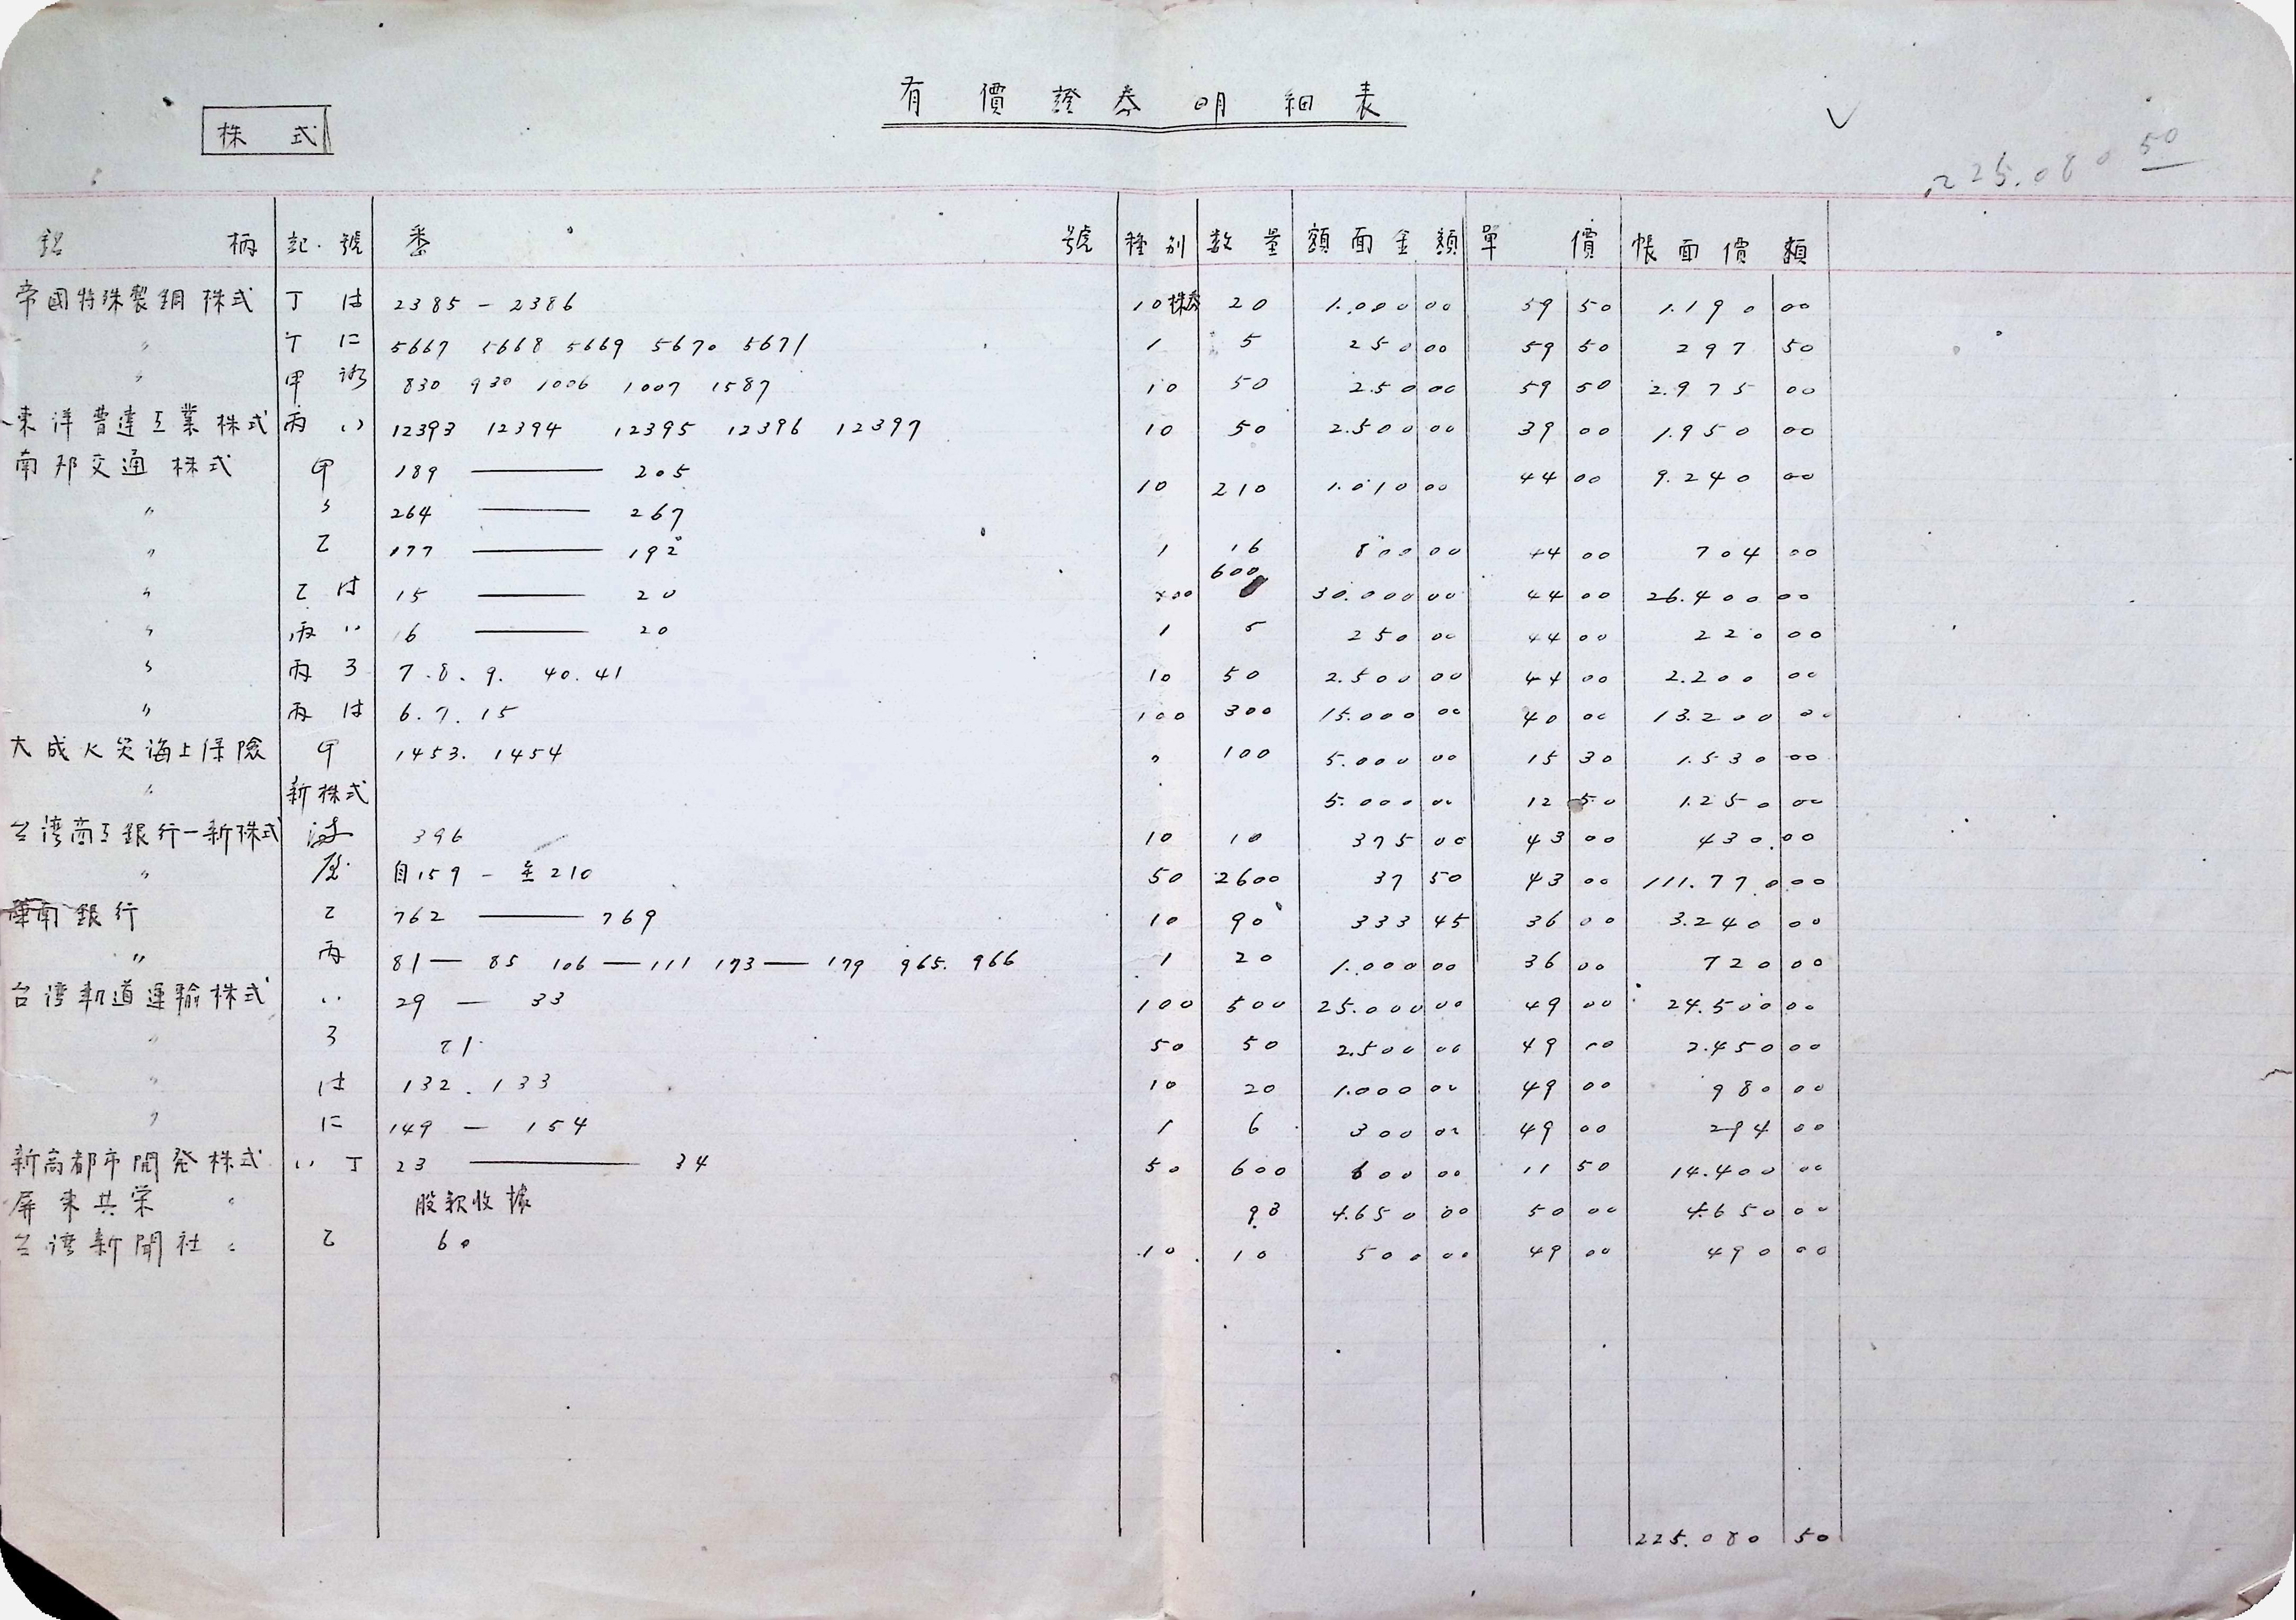 有價證券明細表
株式
225.080 50
銘柄 記號 番號 種別 数量 額面金額 單價 帳面價額
帝國特殊製鋼株式 丁 は 2385 - 2386 10株券 20 1.000 00 59 50 1.190 00
〃 丁 に 5667 5668 5669 5670 5671 1 5 250 00 59 50 297 50
〃 甲 830 930 1006 1007 1587 10 50 2.50 00 59 50 2.975 00
東洋曹達工業株式 丙 い 12393 12394 12395 12396 12397 10 50 2.500 00 39 00 1.950 00
南邦交通株式 甲 189 — 205 10 210 1.010 00 44 00 9.240 00
〃 〃 264 — 267
〃 乙 177 — 192 1 16 800 00 44 00 704 00
〃 乙 は 15 — 20 100 600 30.000 00 44 00 26.400 00
〃 丙 い 16 — 20 1 5 250 00 44 00 220 00
〃 丙 ろ 7.8.9. 40.41 10 50 2.500 00 44 00 2.200 00
〃 丙 は 6.7.15 100 300 15.000 00 40 00 13.200 00
大成火災海上保險 甲 1453. 1454 〃 100 5.000 00 15 30 1.530 00
〃 新株式 5.000 00 12 50 1.250 00
台湾商工銀行一新株式 396 10 10 375 00 43 00 430.00
〃 自159 - 至210 50 2600 37 50 43 00 111.770 00
華南銀行 乙 762 — 769 10 90 333 45 36 00 3.240 00
〃 丙 81 — 85 106 — 111 173 — 179 965. 966 1 20 1.000 00 36 00 720 00
台湾軌道運輸株式 い 29 — 33 100 500 25.000 00 49 00 24.500 00
〃 ろ 21 50 50 2.500 00 49 00 2.450 00
〃 は 132. 133 10 20 1.000 00 49 00 980 00
〃 に 149 — 154 1 6 300 00 49 00 294 00
新高都市開発株式 い 丁 23 — 34 50 600 600 00 11 50 14.400 00
屏東共栄 〃 股款收據 93 4.650 00 50 00 4.650 00
台湾新聞社 〃 乙 60 10 10 500 00 49 00 490 00
225.080 50